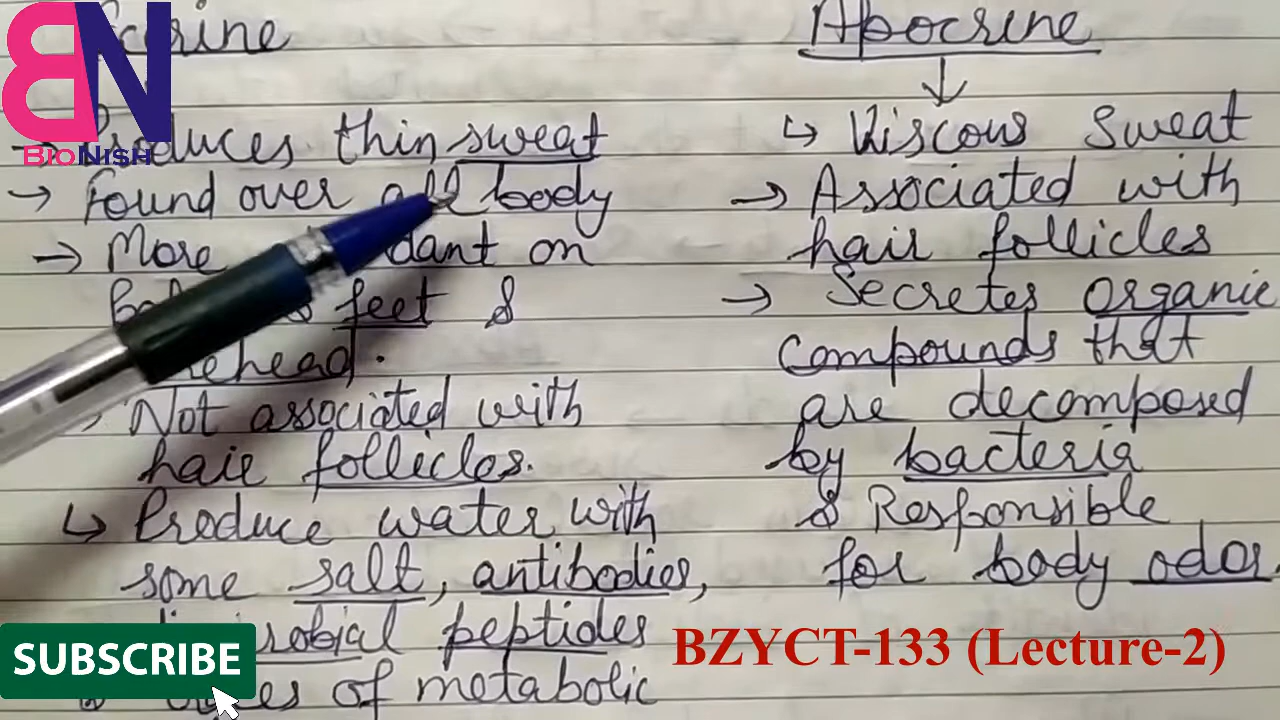 BN
BIONISH
Eccrine
→ Produces thin sweat
→ Found over all body
→ More on
feet &
forehead.
Not associated with
hair follicles.
↳ Produce water with
some salt, antibodies,
peptides
of metabolic
Apocrine
↓
↳ Viscous Sweat
→ Associated with
hair follicles
→ Secretes organic
compounds that
are decomposed
by bacteria
& Responsible
for body odor.
SUBSCRIBE
BZYCT-133 (Lecture-2)